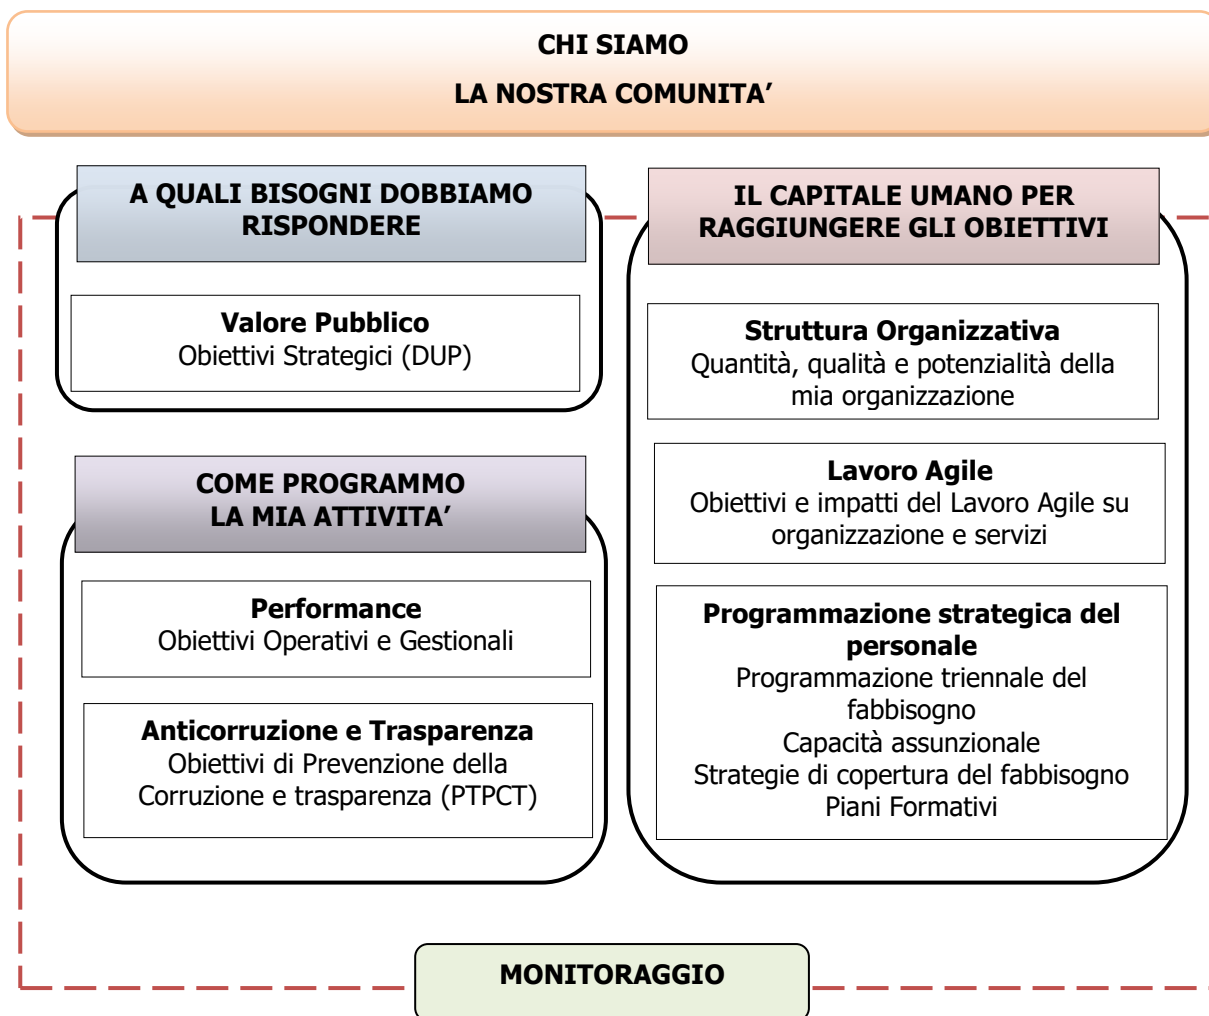 CHI SIAMO
LA NOSTRA COMUNITA’
A QUALI BISOGNI DOBBIAMO
RISPONDERE
Valore Pubblico
Obiettivi Strategici (DUP)
COME PROGRAMMO
LA MIA ATTIVITA’
Performance
Obiettivi Operativi e Gestionali
Anticorruzione e Trasparenza
Obiettivi di Prevenzione della
Corruzione e trasparenza (PTPCT)
IL CAPITALE UMANO PER
RAGGIUNGERE GLI OBIETTIVI
Struttura Organizzativa
Quantità, qualità e potenzialità della
mia organizzazione
Lavoro Agile
Obiettivi e impatti del Lavoro Agile su
organizzazione e servizi
Programmazione strategica del
personale
Programmazione triennale del
fabbisogno
Capacità assunzionale
Strategie di copertura del fabbisogno
Piani Formativi
MONITORAGGIO